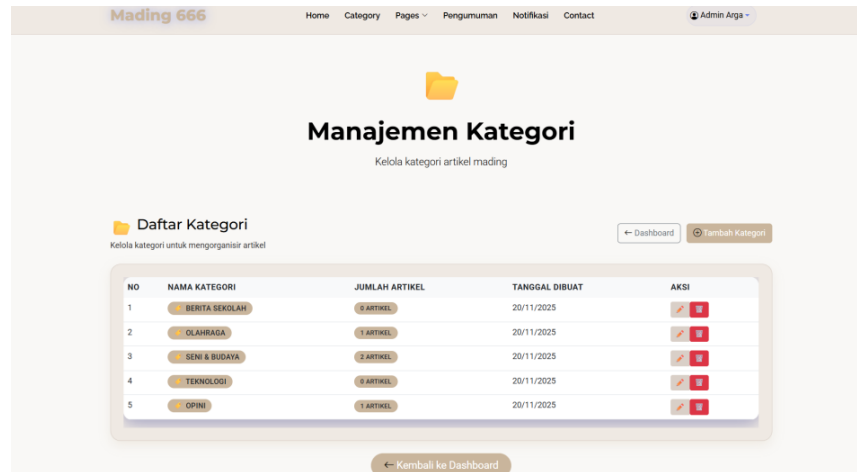 Mading 666 Home Category Pages Pengumuman Notifikasi Contact Admin Arga
Manajemen Kategori
Kelola kategori artikel mading
Daftar Kategori
Kelola kategori untuk mengorganisir artikel
← Dashboard Tambah Kategori
NO NAMA KATEGORI JUMLAH ARTIKEL TANGGAL DIBUAT AKSI
1 BERITA SEKOLAH 0 ARTIKEL 20/11/2025
2 OLAHRAGA 1 ARTIKEL 20/11/2025
3 SENI & BUDAYA 2 ARTIKEL 20/11/2025
4 TEKNOLOGI 0 ARTIKEL 20/11/2025
5 OPINI 1 ARTIKEL 20/11/2025
← Kembali ke Dashboard